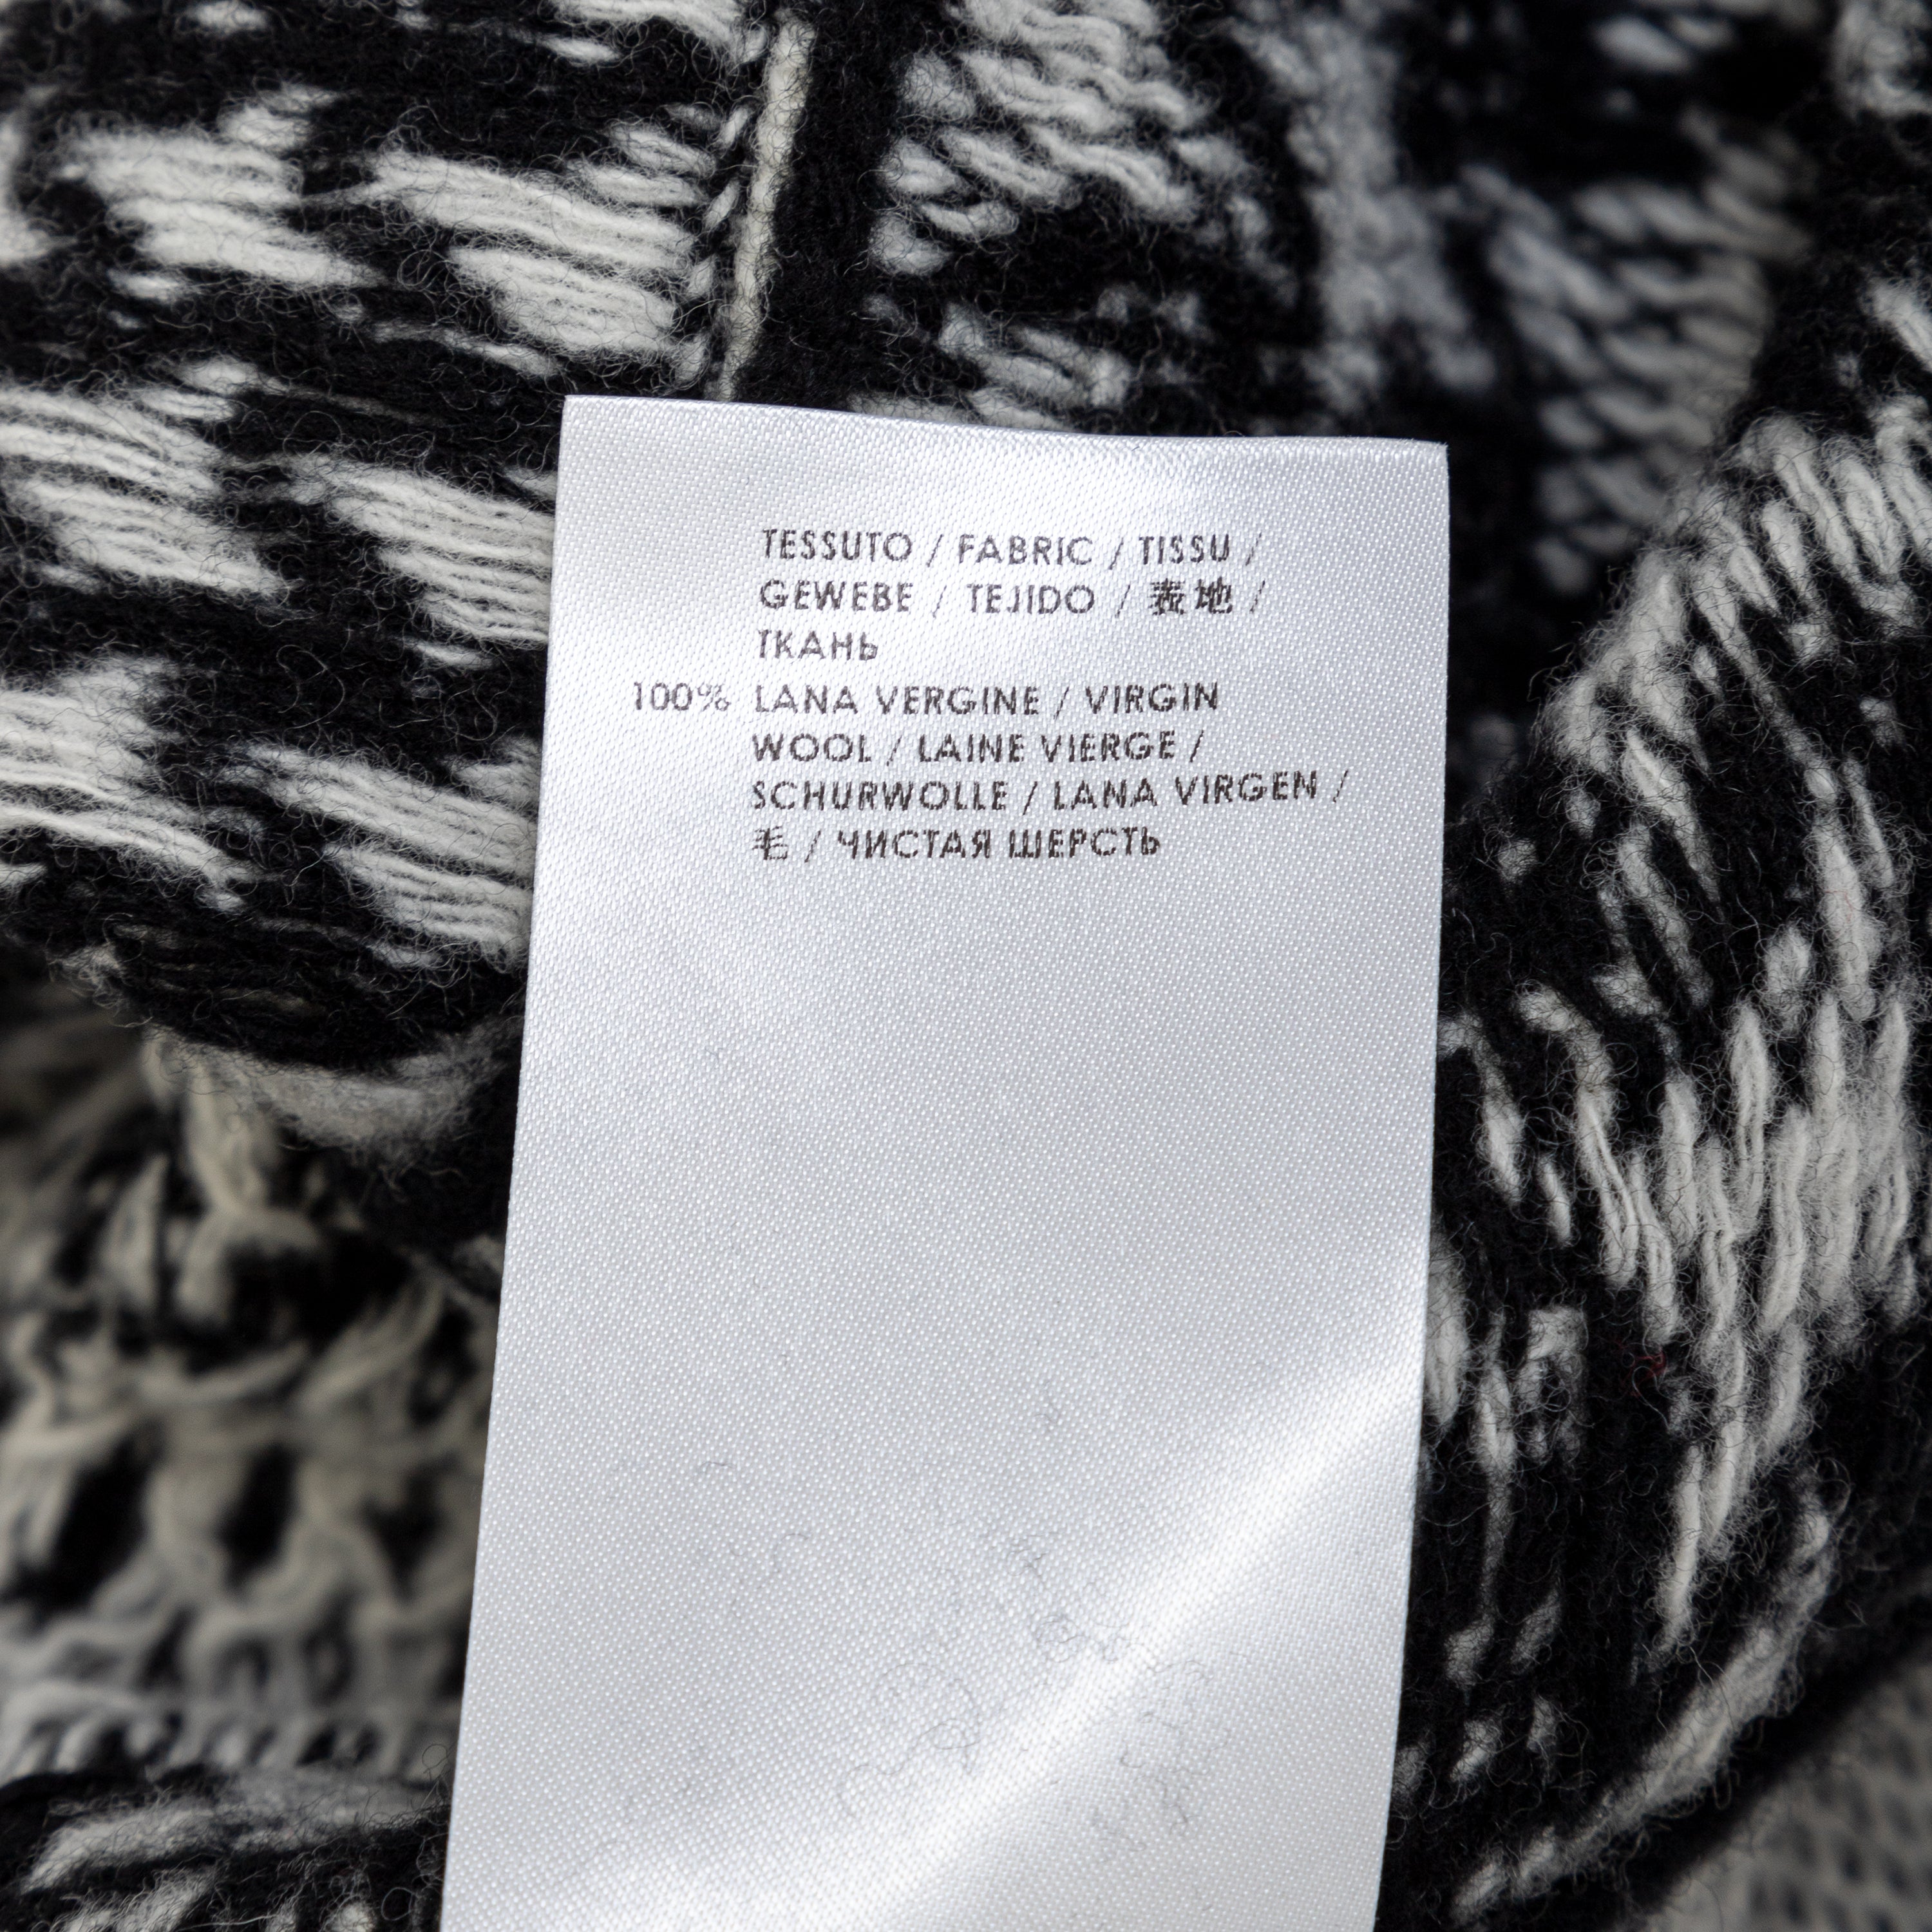 TESSUTO / FABRIC / TISSU /
GEWEBE / TEJIDO / 表地 /
ТКАНЬ
100% LANA VERGINE / VIRGIN
WOOL / LAINE VIERGE /
SCHURWOLLE / LANA VIRGEN /
毛 / ЧИСТАЯ ШЕРСТЬ